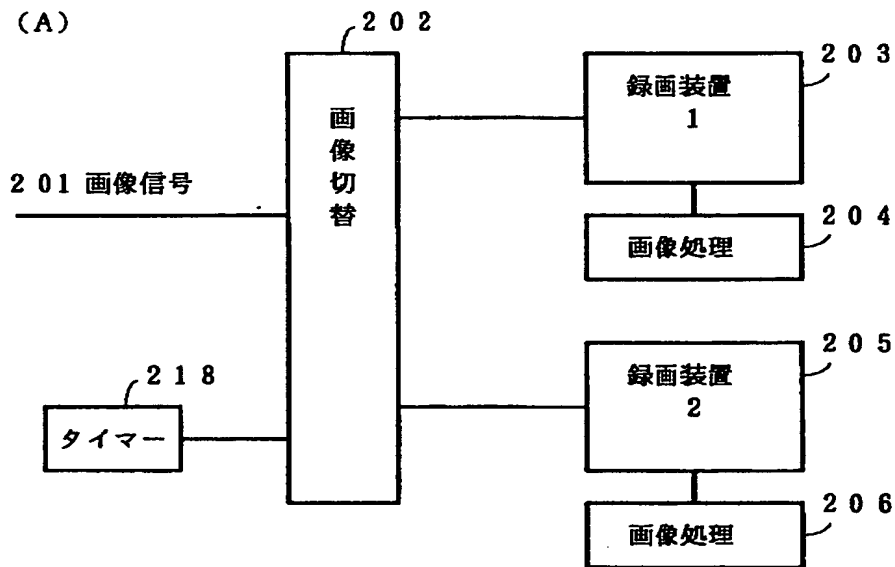 (A)
202
203
録画装置
1
画像切替
201 画像信号
204
画像処理
205
録画装置
2
218
タイマー
206
画像処理